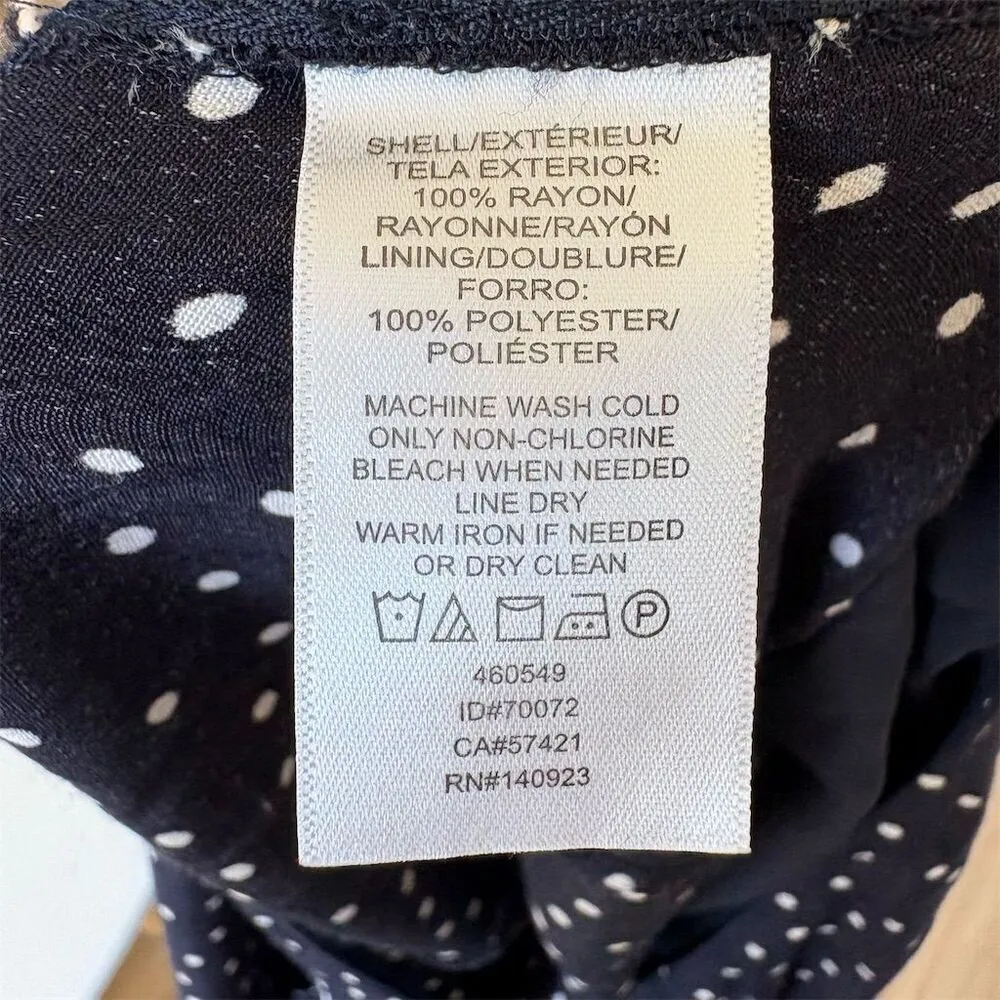 SHELL/EXTÉRIEUR/
TELA EXTERIOR:
100% RAYON/
RAYONNE/RAYÓN
LINING/DOUBLURE/
FORRO:
100% POLYESTER/
POLIÉSTER
MACHINE WASH COLD
ONLY NON-CHLORINE
BLEACH WHEN NEEDED
LINE DRY
WARM IRON IF NEEDED
OR DRY CLEAN
P
460549
ID#70072
CA#57421
RN#140923